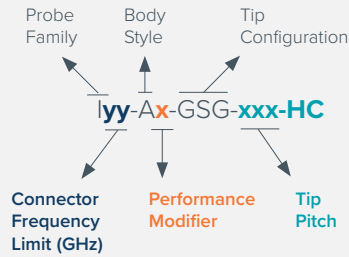 Probe
Family
Body
Style
Tip
Configuration
Iyy-Ax-GSG-xxx-HC
Connector
Frequency
Limit (GHz)
Performance
Modifier
Tip
Pitch